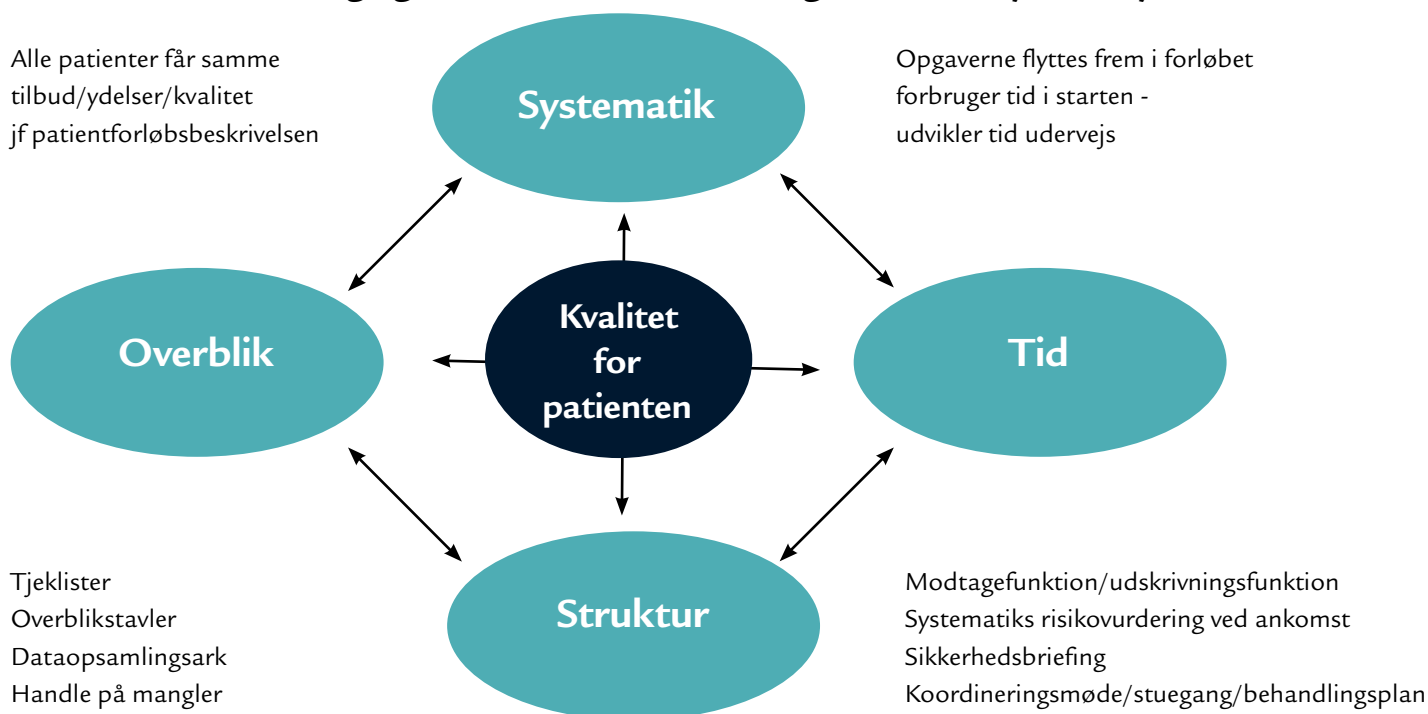 Alle patienter får samme
tilbud/ydelser/kvalitet
jf patientforløbsbeskrivelsen
Systematik
Opgaverne flyttes frem i forløbet
forbruger tid i starten -
udvikler tid udervejs
Overblik
Kvalitet
for
patienten
Tid
Tjeklister
Overblikstavler
Dataopsamlingsark
Handle på mangler
Struktur
Modtagefunktion/udskrivningsfunktion
Systematiks risikovurdering ved ankomst
Sikkerhedsbriefing
Koordineringsmøde/stuegang/behandlingsplan